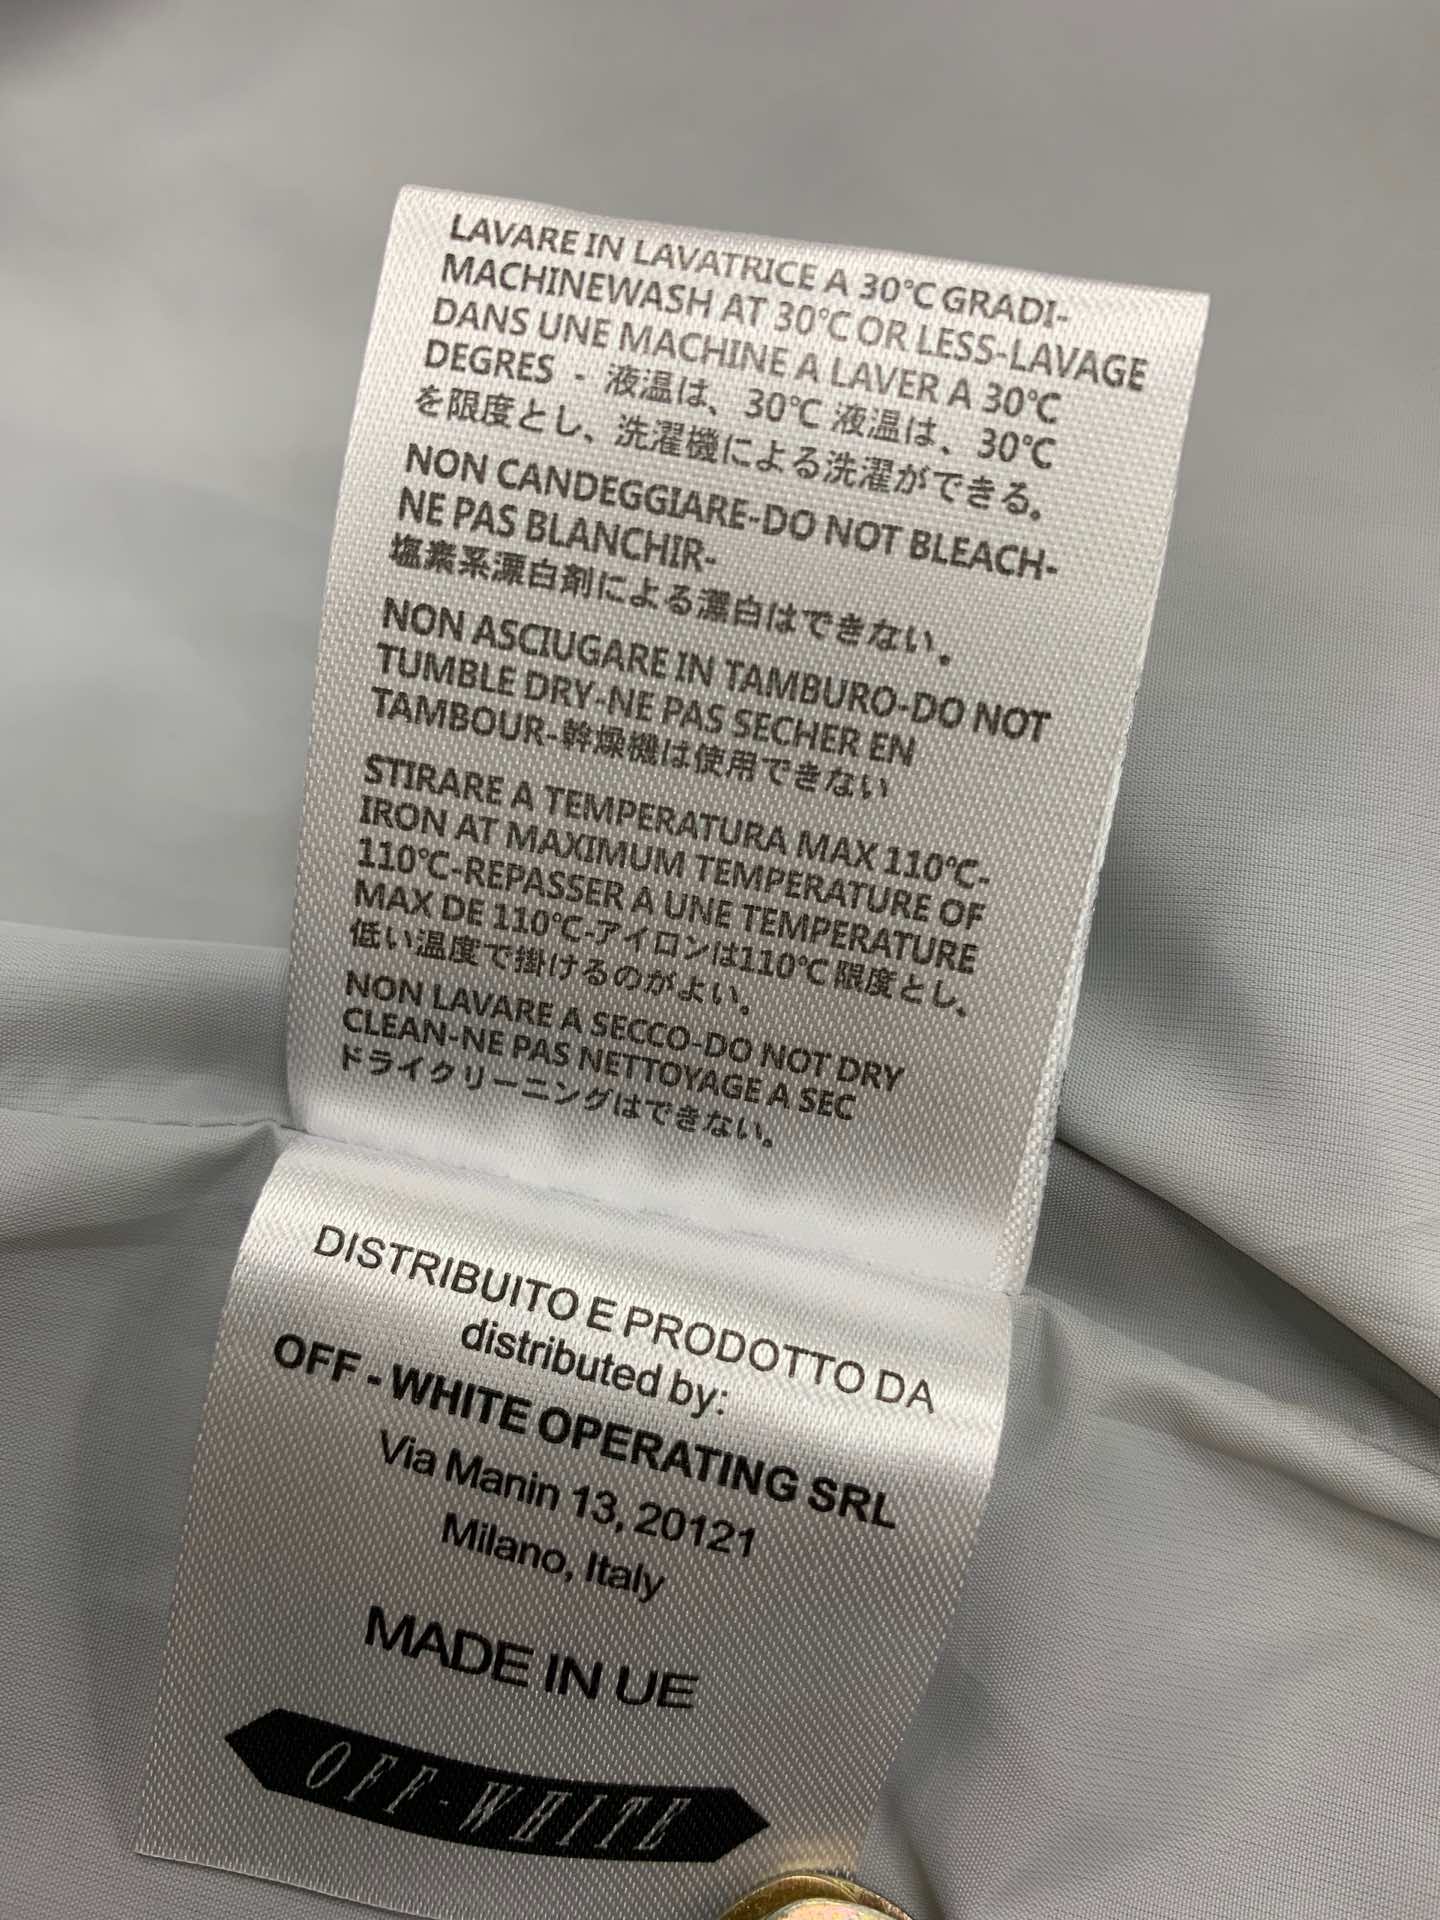 LAVARE IN LAVATRICE A 30℃ GRADI-
MACHINEWASH AT 30℃ OR LESS-LAVAGE
DANS UNE MACHINE A LAVER A 30℃
DEGRES - 液温は、30℃ 液温は、30℃
を限度とし、洗濯機による洗濯ができる。
NON CANDEGGIARE-DO NOT BLEACH-
NE PAS BLANCHIR-
塩素系漂白剤による漂白はできない。
NON ASCIUGARE IN TAMBURO-DO NOT
TUMBLE DRY-NE PAS SECHER EN
TAMBOUR-幹燥機は使用できない
STIRARE A TEMPERATURA MAX 110℃-
IRON AT MAXIMUM TEMPERATURE OF
110℃-REPASSER A UNE TEMPERATURE
MAX DE 110℃-アイロンは110℃ 限度とし、
低い温度で掛けるのがよい。
NON LAVARE A SECCO-DO NOT DRY
CLEAN-NE PAS NETTOYAGE A SEC
ドライクリーニングはできない。
DISTRIBUITO E PRODOTTO DA
distributed by:
OFF - WHITE OPERATING SRL
Via Manin 13, 20121
Milano, Italy
MADE IN UE
OFF-WHITE